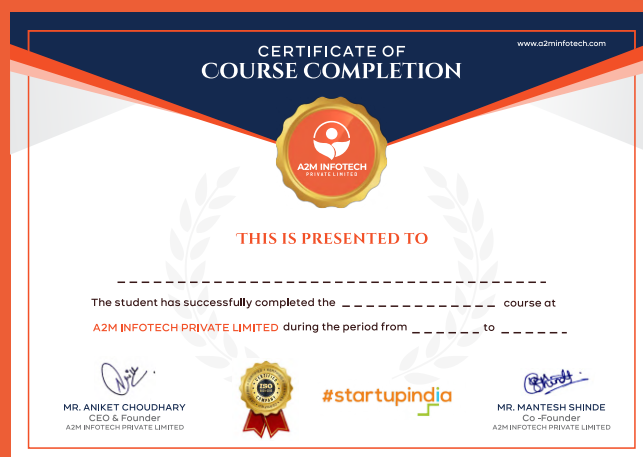 www.a2minfotech.com
CERTIFICATE OF
COURSE COMPLETION
A2M INFOTECH
PRIVATE LIMITED
THIS IS PRESENTED TO
The student has successfully completed the _ _ _ _ _ _ _ _ _ _ _ _ _ course at
A2M INFOTECH PRIVATE LIMITED during the period from _ _ _ _ _ _ to _ _ _ _ _ _
ISO
#startupindia
MR. ANIKET CHOUDHARY
CEO & Founder
A2M INFOTECH PRIVATE LIMITED
MR. MANTESH SHINDE
Co -Founder
A2M INFOTECH PRIVATE LIMITED